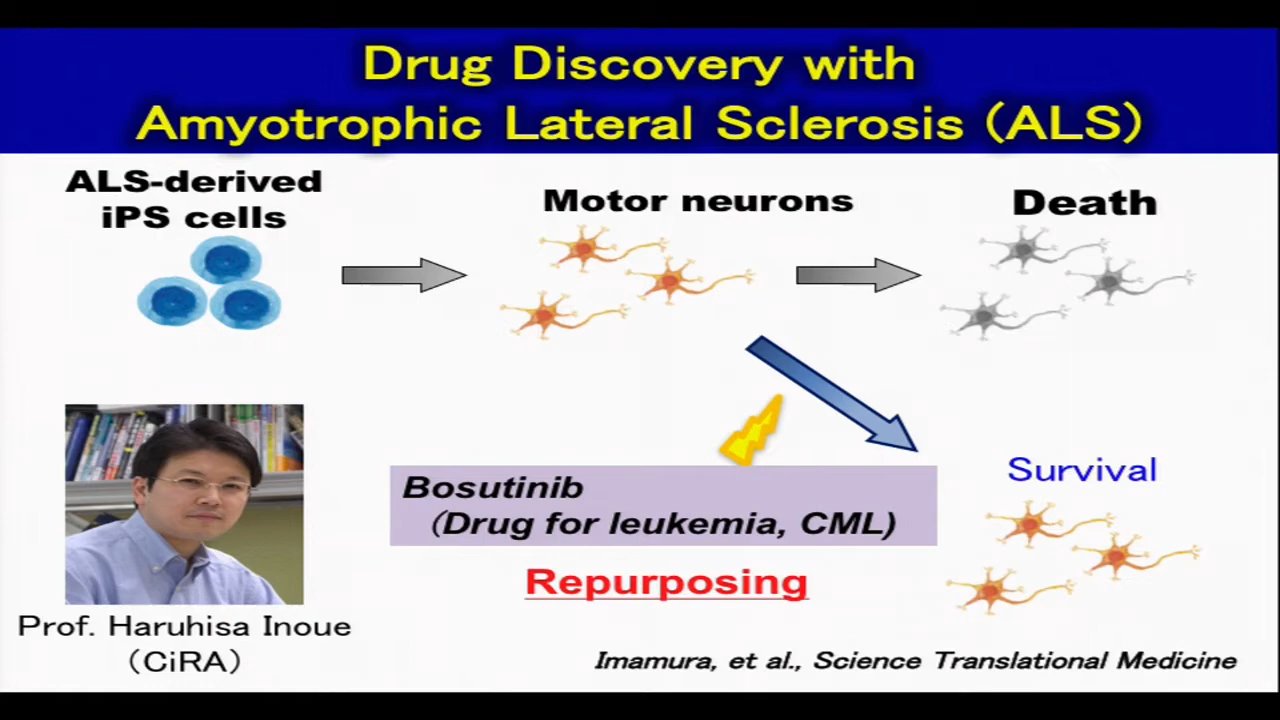 Drug Discovery with
Amyotrophic Lateral Sclerosis (ALS)
ALS-derived
iPS cells
Motor neurons
Death
Bosutinib
(Drug for leukemia, CML)
Survival
Repurposing
Prof. Haruhisa Inoue
(CiRA)
Imamura, et al., Science Translational Medicine